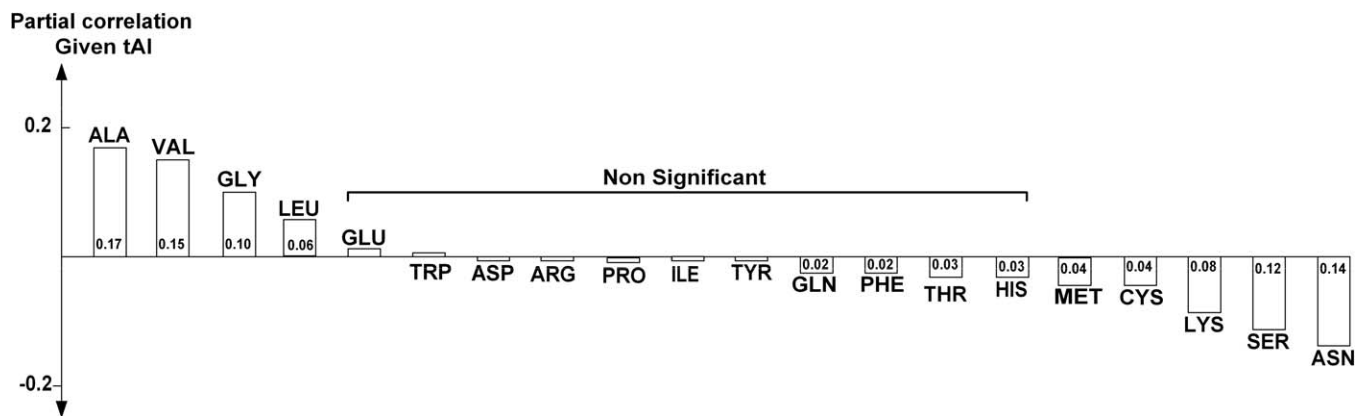 Partial correlation
Given tAI
0.2
-0.2
ALA
VAL
GLY
LEU
GLU
Non Significant
0.17
0.15
0.10
0.06
TRP
ASP
ARG
PRO
ILE
TYR
0.02
GLN
0.02
PHE
0.03
THR
0.03
HIS
0.04
MET
0.04
CYS
0.08
LYS
0.12
SER
0.14
ASN